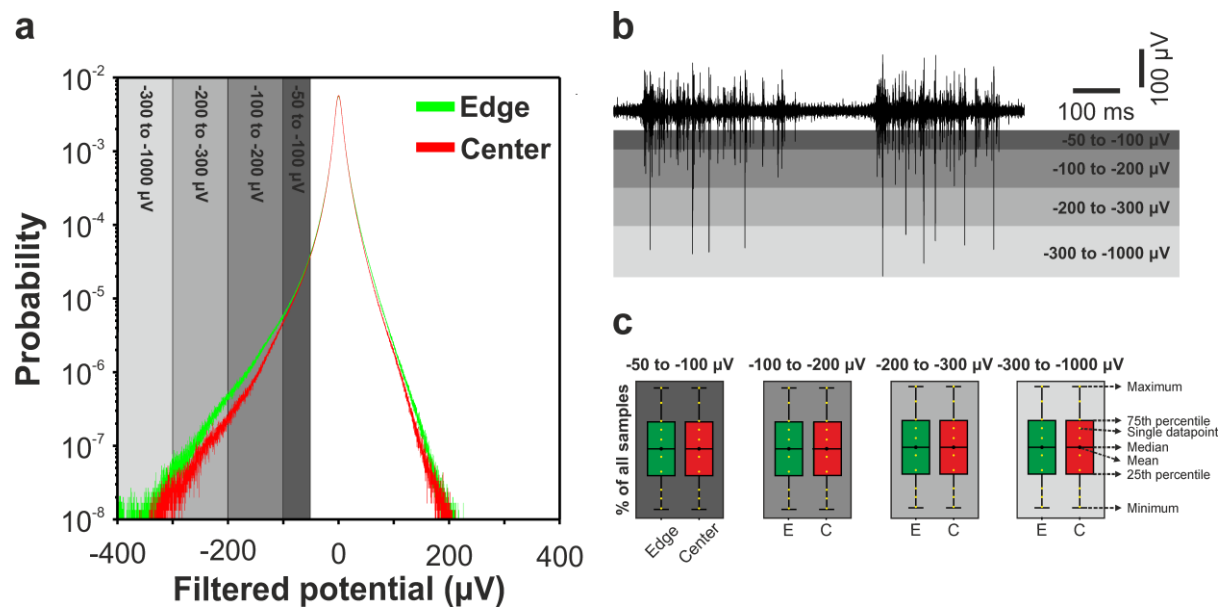 a
10-2
10-3
10-4
10-5
10-6
10-7
10-8
Probability
-300 to -1000 µV
-200 to -300 µV
-100 to -200 µV
-50 to -100 µV
Edge
Center
-400
-200
0
200
400
Filtered potential (µV)
b
100 µV
100 ms
-50 to -100 µV
-100 to -200 µV
-200 to -300 µV
-300 to -1000 µV
c
-50 to -100 µV
-100 to -200 µV
-200 to -300 µV
-300 to -1000 µV
% of all samples
Maximum
75th percentile
Single datapoint
Median
Mean
25th percentile
Minimum
Edge
Center
E
C
E
C
E
C